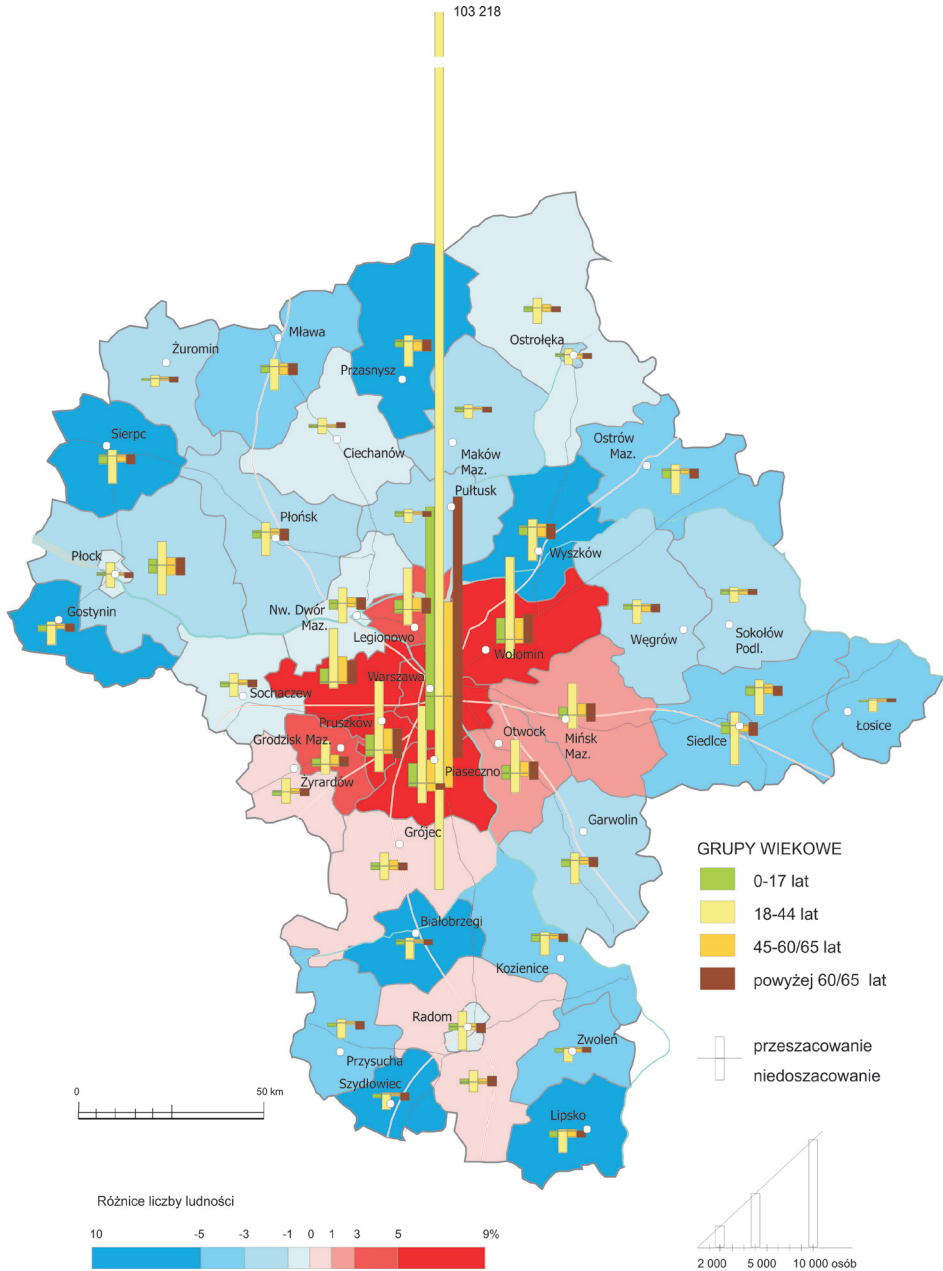 103 218
Mława
Żuromin
Ostrołęka
Przasnysz
Sierpc
Ciechanów
Maków
Maz.
Ostrów
Maz.
Pułtusk
Płońsk
Wyszków
Płock
Gostynin
Nw. Dwór
Maz.
Legionowo
Węgrów
Sokołów
Podl.
Wołomin
Warszawa
Sochaczew
Pruszków
Łosice
Siedlce
Otwock
Mińsk
Maz.
Grodzisk Maz.
Żyrardów
Piaseczno
Garwolin
Grójec
GRUPY WIEKOWE
0-17 lat
18-44 lat
45-60/65 lat
powyżej 60/65 lat
Białobrzegi
Kozienice
Radom
Zwoleń
Przysucha
Szydłowiec
Lipsko
przeszacowanie
niedoszacowanie
0 50 km
Różnice liczby ludności
10 -5 -3 -1 0 1 3 5 9%
2 000 5 000 10 000 osób